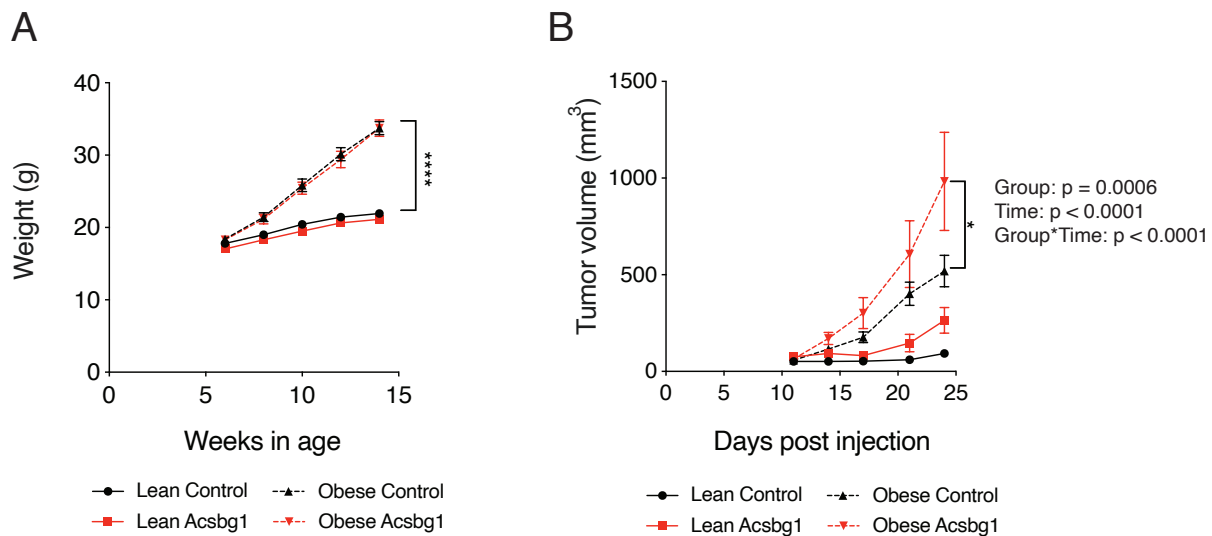 A
Weight (g)
40
30
20
10
0
0 5 10 15
Weeks in age
****
Lean Control Obese Control
Lean Acsbg1 Obese Acsbg1
B
Tumor volume (mm³)
1500
1000
500
0
0 5 10 15 20 25
Days post injection
*
Group: p = 0.0006
Time: p < 0.0001
Group*Time: p < 0.0001
Lean Control Obese Control
Lean Acsbg1 Obese Acsbg1